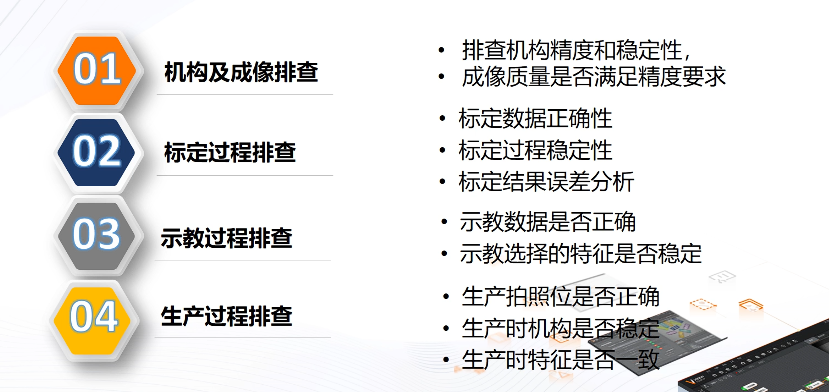 01
机构及成像排查
• 排查机构精度和稳定性，
• 成像质量是否满足精度要求
02
标定过程排查
• 标定数据正确性
• 标定过程稳定性
• 标定结果误差分析
03
示教过程排查
• 示教数据是否正确
• 示教选择的特征是否稳定
04
生产过程排查
• 生产拍照位是否正确
• 生产时机构是否稳定
• 生产时特征是否一致